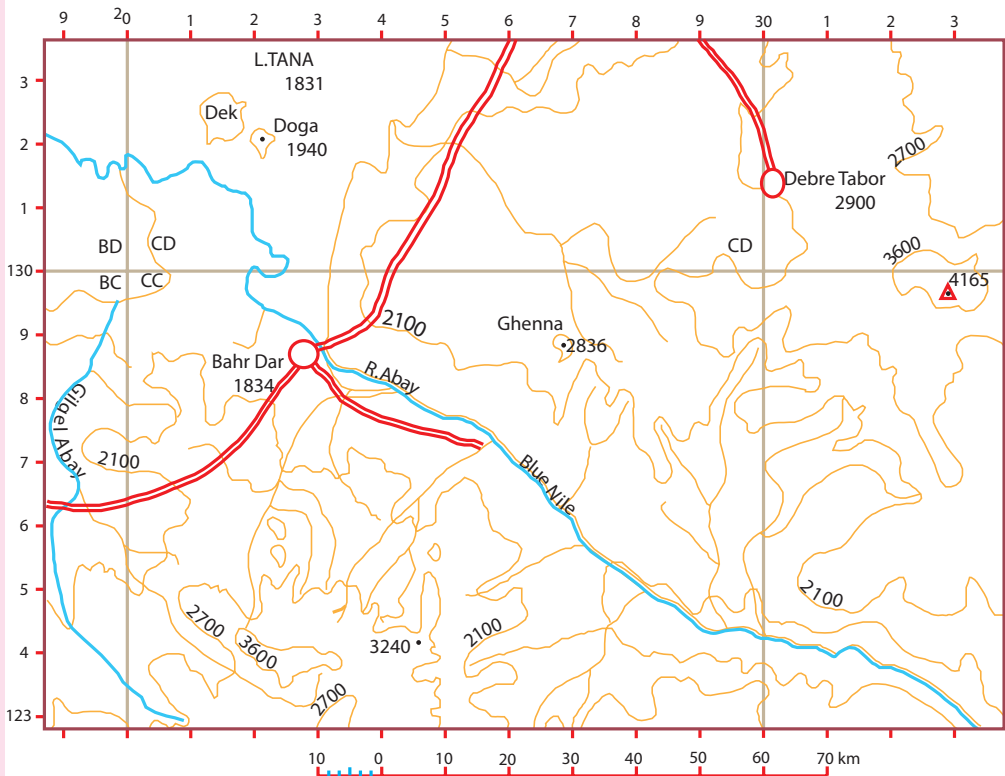 9 20 1 2 3 4 5 6 7 8 9 30 1 2 3
L.TANA
1831
3
Dek
Doga
1940
2
2700
Debre Tabor
2900
1
BD CD
CD
3600
130
BC CC
4165
2100
Ghenna
2836
9
Bahr Dar
1834
R.Abay
8
Gilgel Abay
2100
7
Blue Nile
6
5
2100
2700
3600
2100
3240
4
2700
123
10 0 10 20 30 40 50 60 70 km